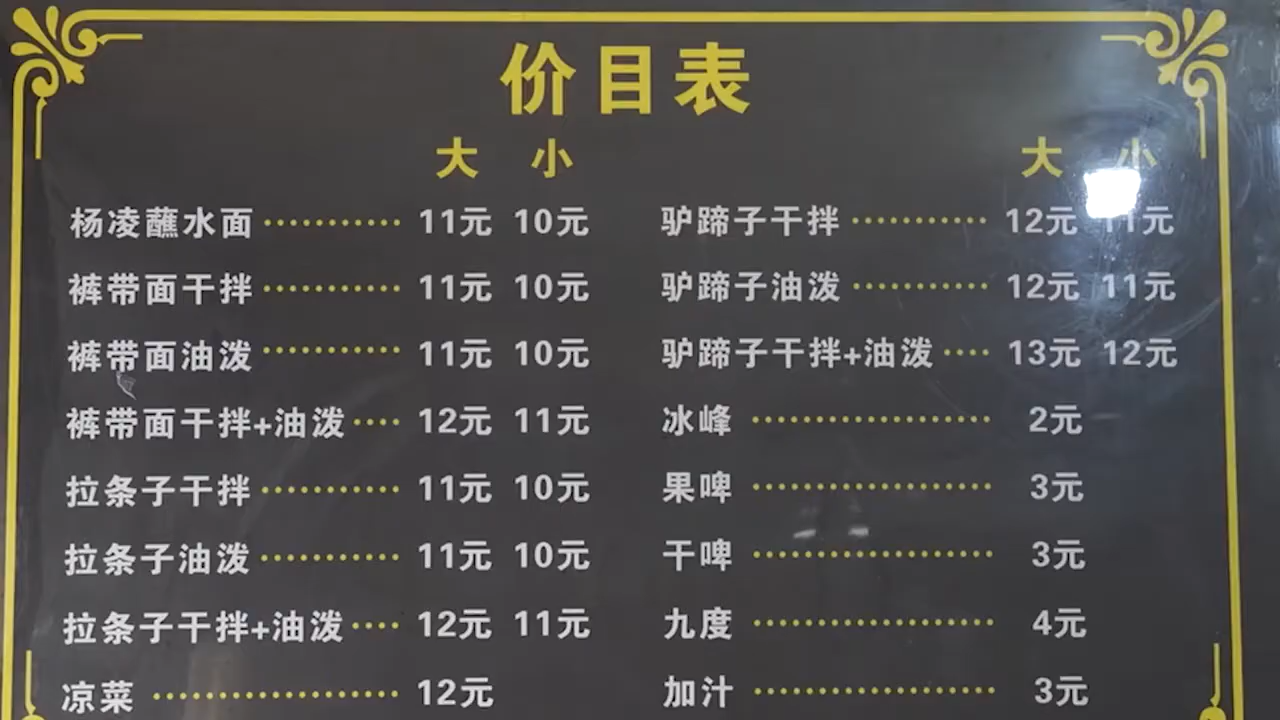 价目表
大 小
杨凌蘸水面 11元 10元
裤带面干拌 11元 10元
裤带面油泼 11元 10元
裤带面干拌+油泼 12元 11元
拉条子干拌 11元 10元
拉条子油泼 11元 10元
拉条子干拌+油泼 12元 11元
凉菜 12元
大 小
驴蹄子干拌 12元 11元
驴蹄子油泼 12元 11元
驴蹄子干拌+油泼 13元 12元
冰峰 2元
果啤 3元
干啤 3元
九度 4元
加汁 3元